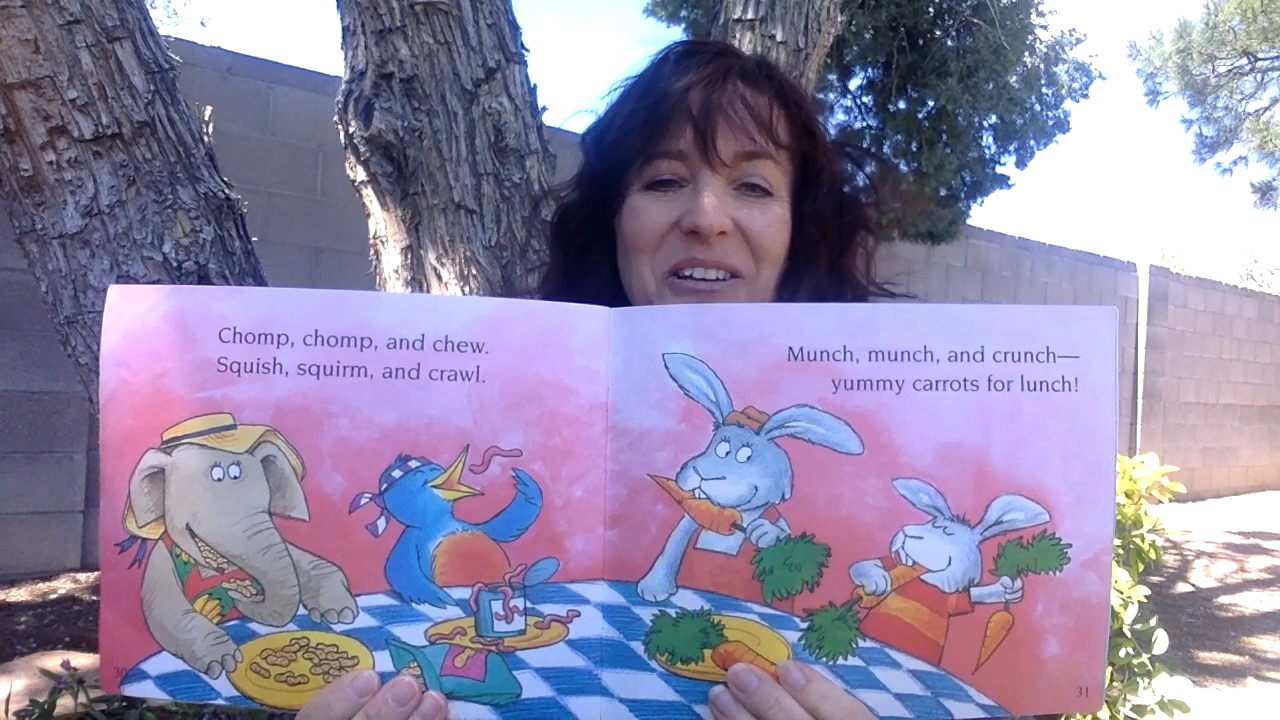 Chomp, chomp, and chew.
Squish, squirm, and crawl.
30
Munch, munch, and crunch—
yummy carrots for lunch!
31